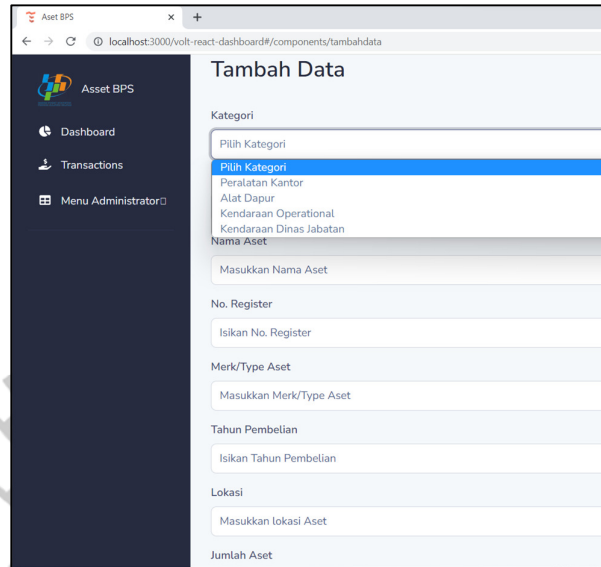 Aset BPS
localhost:3000/volt-react-dashboard#/components/tambahdata
Asset BPS
Dashboard
Transactions
Menu Administrator
Tambah Data
Kategori
Pilih Kategori
Pilih Kategori
Peralatan Kantor
Alat Dapur
Kendaraan Operational
Kendaraan Dinas Jabatan
Nama Aset
Masukkan Nama Aset
No. Register
Isikan No. Register
Merk/Type Aset
Masukkan Merk/Type Aset
Tahun Pembelian
Isikan Tahun Pembelian
Lokasi
Masukkan lokasi Aset
Jumlah Aset